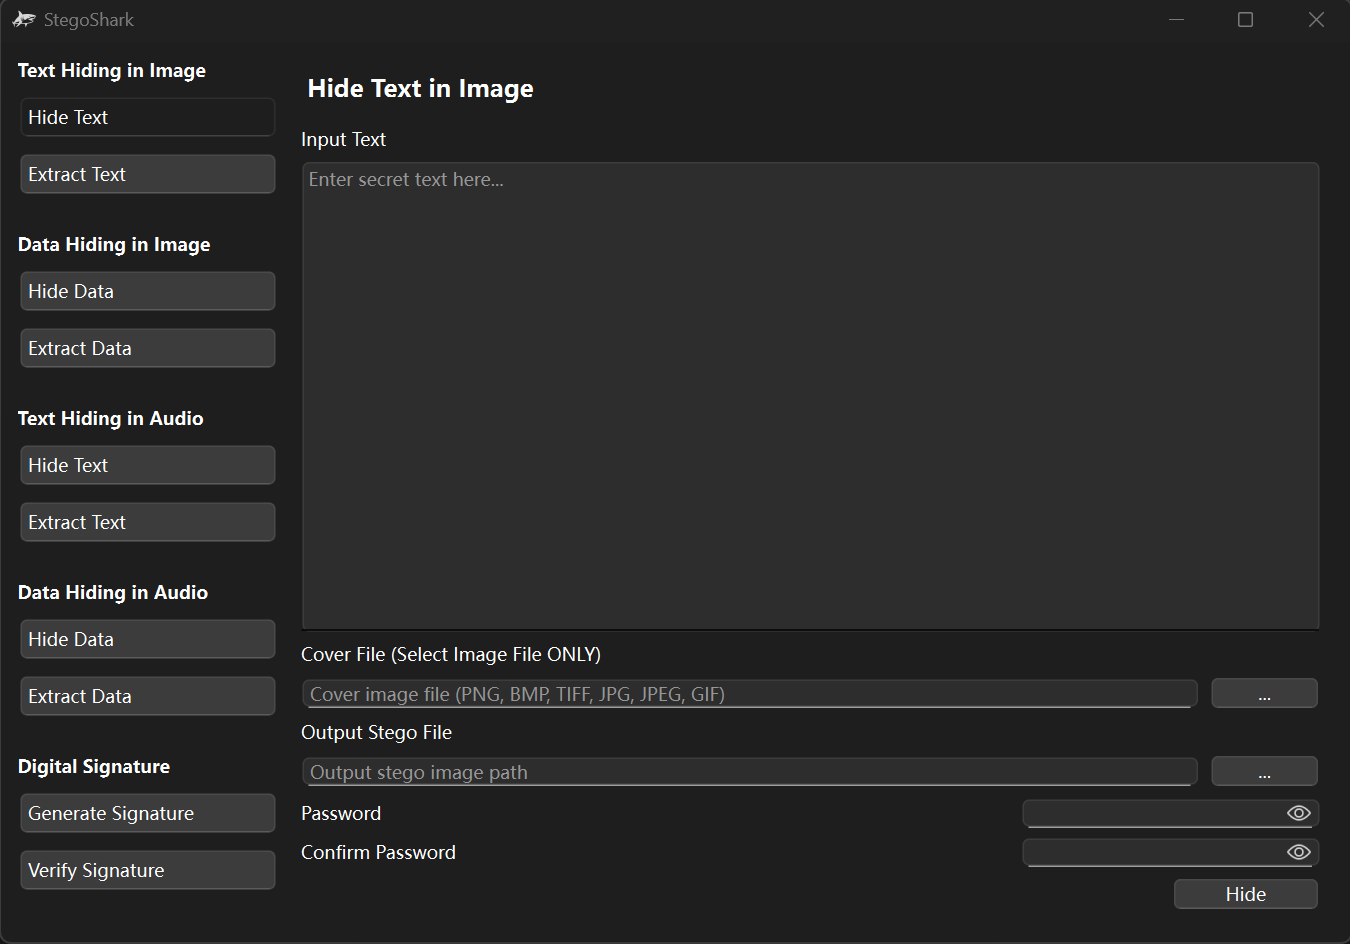 StegoShark
Text Hiding in Image
Hide Text
Extract Text
Data Hiding in Image
Hide Data
Extract Data
Text Hiding in Audio
Hide Text
Extract Text
Data Hiding in Audio
Hide Data
Extract Data
Digital Signature
Generate Signature
Verify Signature
Hide Text in Image
Input Text
Enter secret text here...
Cover File (Select Image File ONLY)
Cover image file (PNG, BMP, TIFF, JPG, JPEG, GIF)
...
Output Stego File
Output stego image path
...
Password
Confirm Password
Hide